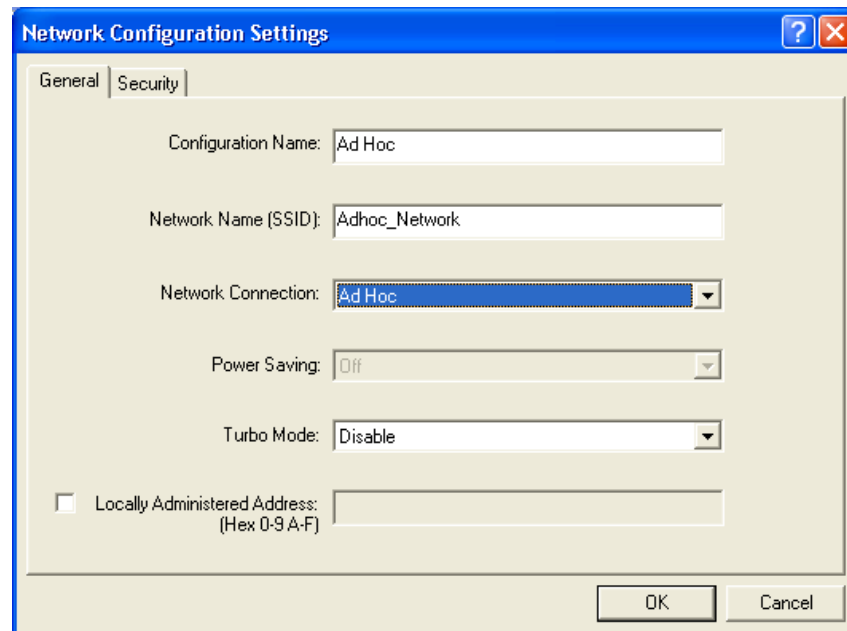 Network Configuration Settings
General Security
Configuration Name: Ad Hoc
Network Name (SSID): Adhoc_Network
Network Connection: Ad Hoc
Power Saving: Off
Turbo Mode: Disable
Locally Administered Address:
(Hex 0-9 A-F)
OK Cancel